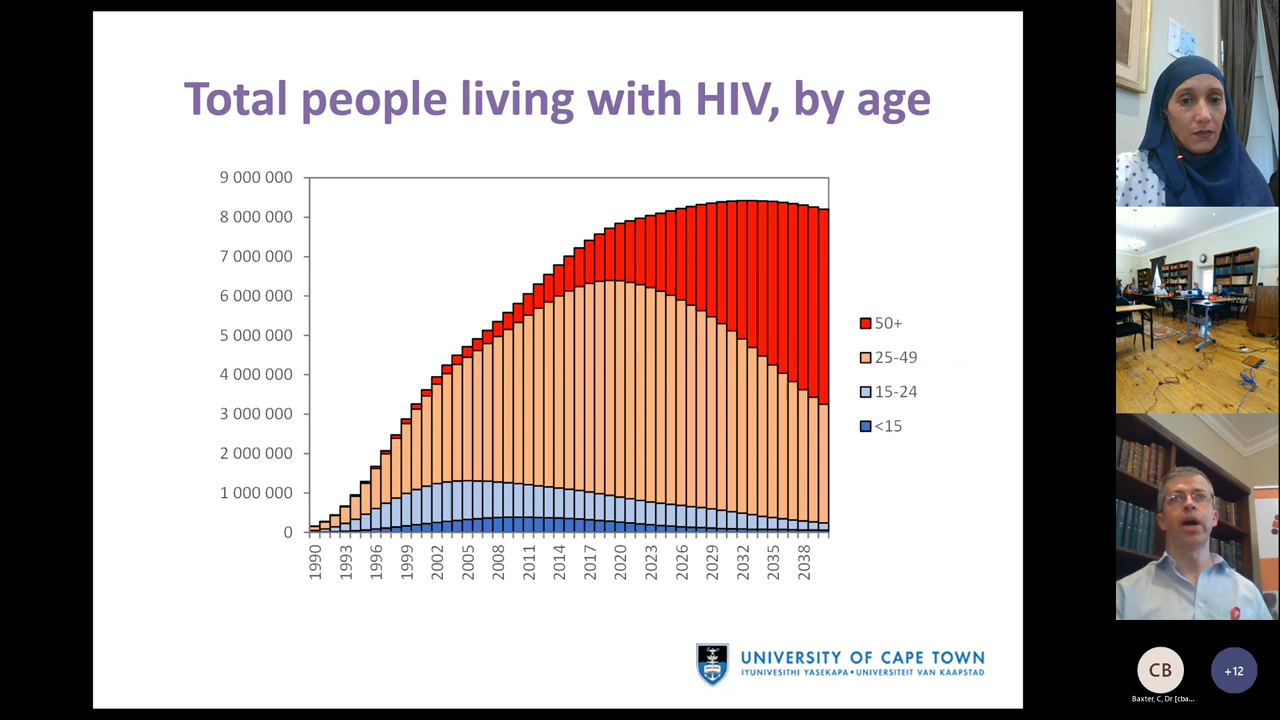 Total people living with HIV, by age
9 000 000
8 000 000
7 000 000
6 000 000
5 000 000
4 000 000
3 000 000
2 000 000
1 000 000
0
1990
1993
1996
1999
2002
2005
2008
2011
2014
2017
2020
2023
2026
2029
2032
2035
2038
50+
25-49
15-24
<15
UNIVERSITY OF CAPE TOWN
IYUNIVESITHI YASEKAPA • UNIVERSITEIT VAN KAAPSTAD
CB
+12
Baxter, C, Dr [cba...